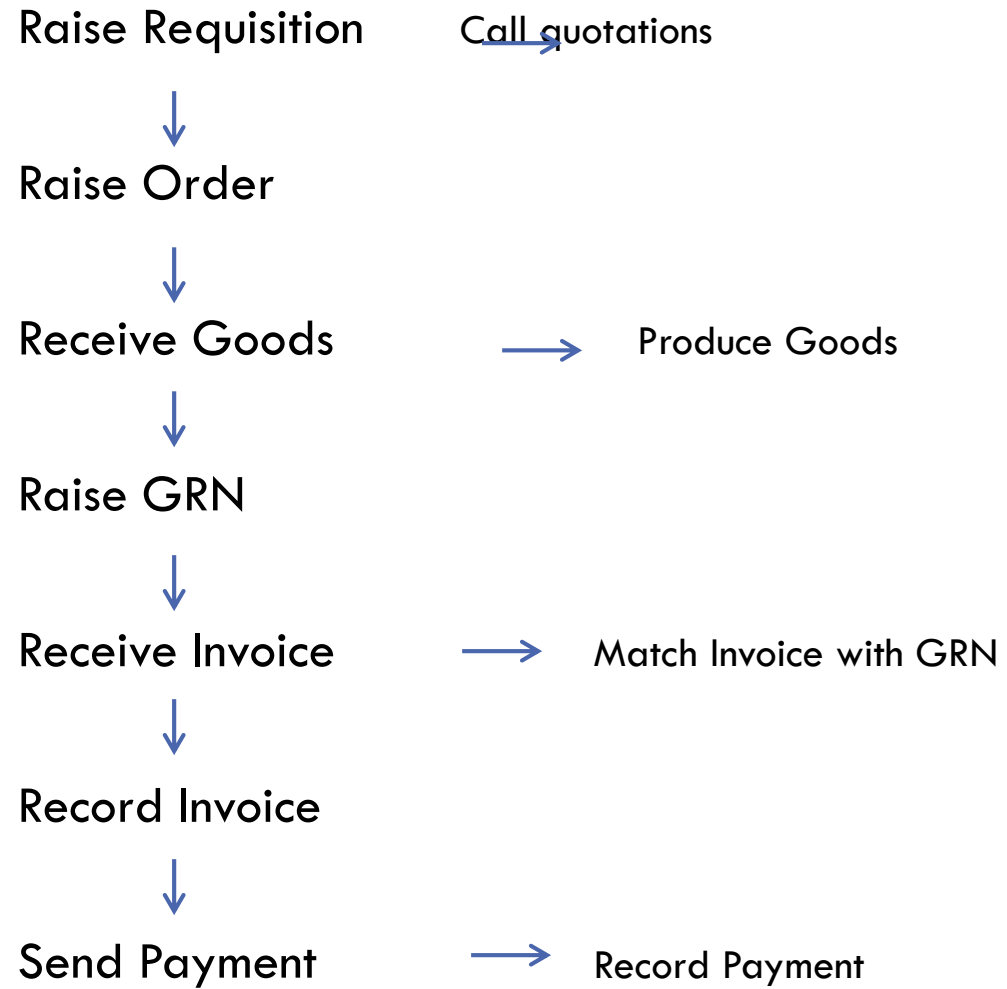 Raise Requisition
Call quotations
Raise Order
Receive Goods
Produce Goods
Raise GRN
Receive Invoice
Match Invoice with GRN
Record Invoice
Send Payment
Record Payment